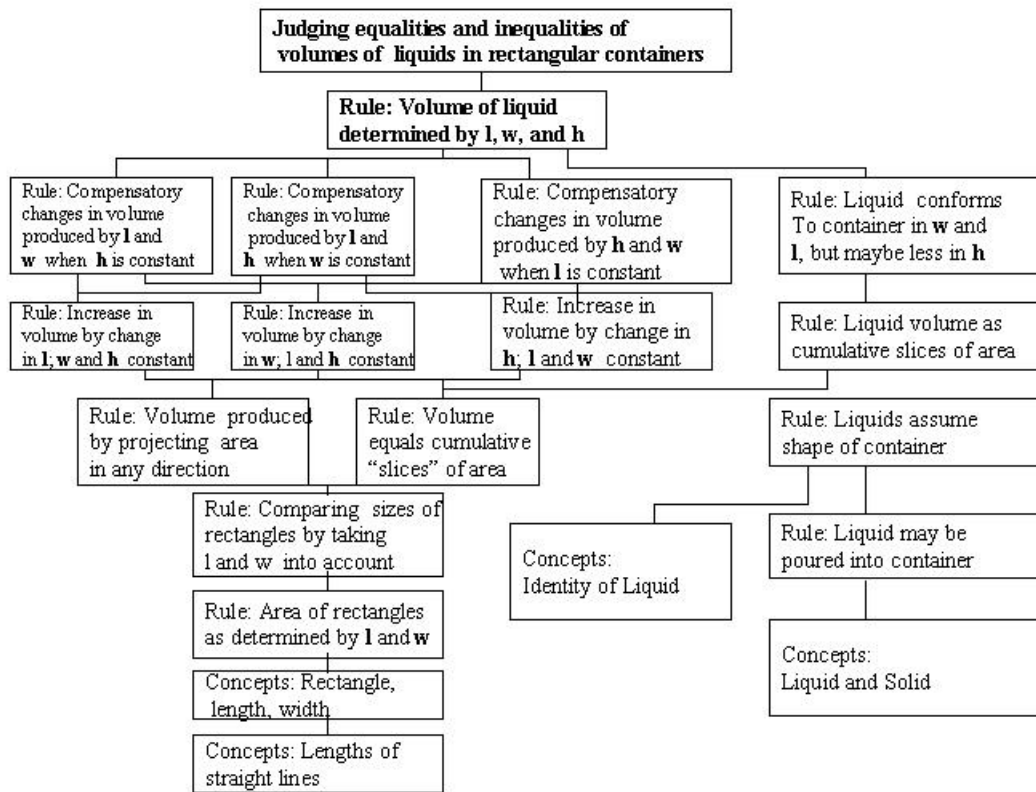 Judging equalities and inequalities of
volumes of liquids in rectangular containers
Rule: Volume of liquid
determined by l, w, and h
Rule: Compensatory
changes in volume
produced by l and
w when h is constant
Rule: Compensatory
changes in volume
produced by l and
h when w is constant
Rule: Compensatory
changes in volume
produced by h and w
when l is constant
Rule: Liquid conforms
To container in w and
l, but maybe less in h
Rule: Increase in
volume by change
in l; w and h constant
Rule: Increase in
volume by change
in w; l and h constant
Rule: Increase in
volume by change in
h; l and w constant
Rule: Liquid volume as
cumulative slices of area
Rule: Volume produced
by projecting area
in any direction
Rule: Volume
equals cumulative
“slices” of area
Rule: Liquids assume
shape of container
Rule: Comparing sizes of
rectangles by taking
l and w into account
Concepts:
Identity of Liquid
Rule: Liquid may be
poured into container
Rule: Area of rectangles
as determined by l and w
Concepts:
Liquid and Solid
Concepts: Rectangle,
length, width
Concepts: Lengths of
straight lines